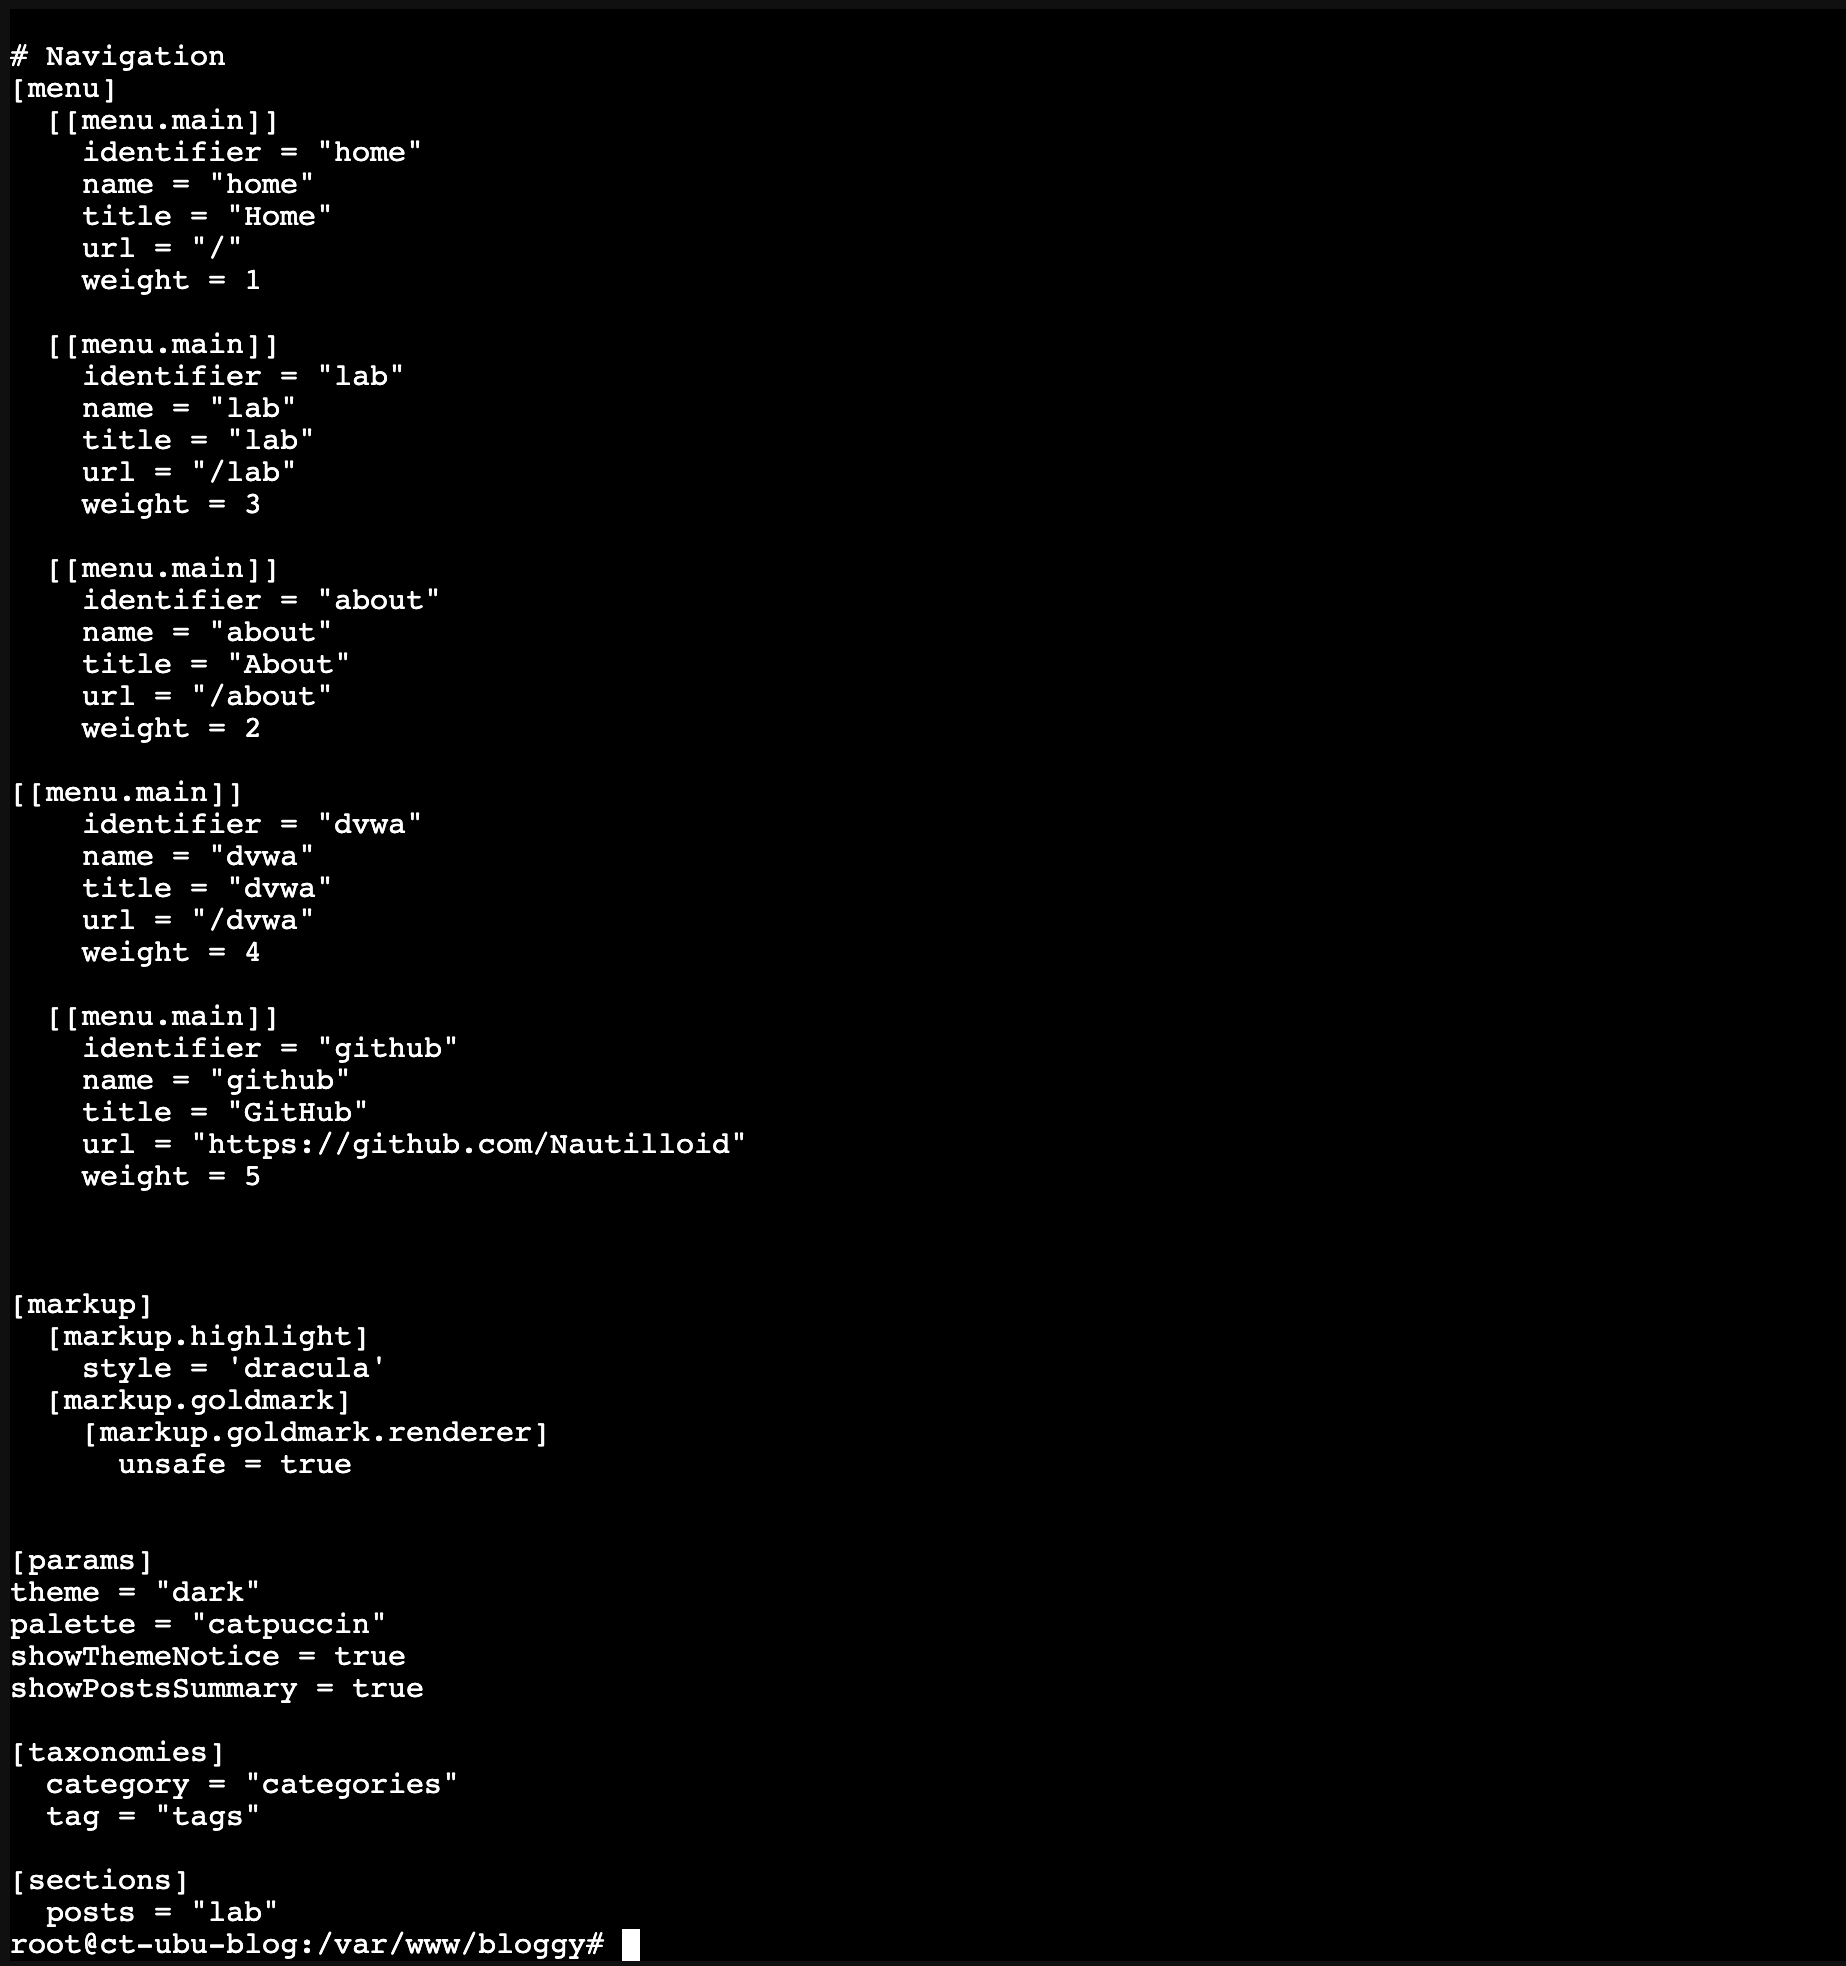 # Navigation
[menu]
  [[menu.main]]
    identifier = "home"
    name = "home"
    title = "Home"
    url = "/"
    weight = 1

  [[menu.main]]
    identifier = "lab"
    name = "lab"
    title = "lab"
    url = "/lab"
    weight = 3

  [[menu.main]]
    identifier = "about"
    name = "about"
    title = "About"
    url = "/about"
    weight = 2

[[menu.main]]
    identifier = "dvwa"
    name = "dvwa"
    title = "dvwa"
    url = "/dvwa"
    weight = 4

  [[menu.main]]
    identifier = "github"
    name = "github"
    title = "GitHub"
    url = "https://github.com/Nautilloid"
    weight = 5

[markup]
  [markup.highlight]
    style = 'dracula'
  [markup.goldmark]
    [markup.goldmark.renderer]
      unsafe = true

[params]
theme = "dark"
palette = "catpuccin"
showThemeNotice = true
showPostsSummary = true

[taxonomies]
  category = "categories"
  tag = "tags"

[sections]
  posts = "lab"
root@ct-ubu-blog:/var/www/bloggy#